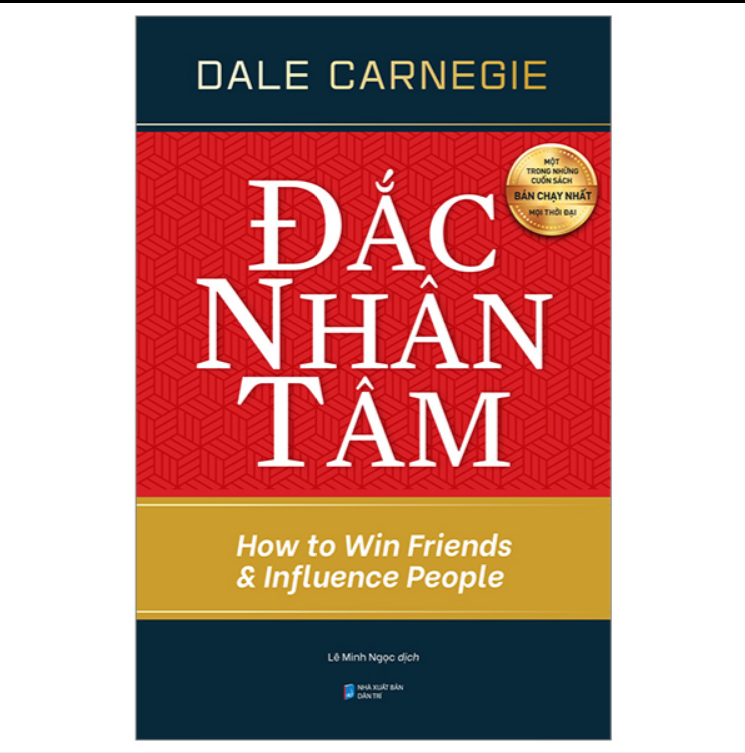 DALE CARNEGIE
MỘT
TRONG NHỮNG
CUỐN SÁCH
BÁN CHẠY NHẤT
MỌI THỜI ĐẠI
ĐẮC
NHÂN
TÂM
How to Win Friends
& Influence People
Lê Minh Ngọc dịch
NHÀ XUẤT BẢN
DÂN TRÍ